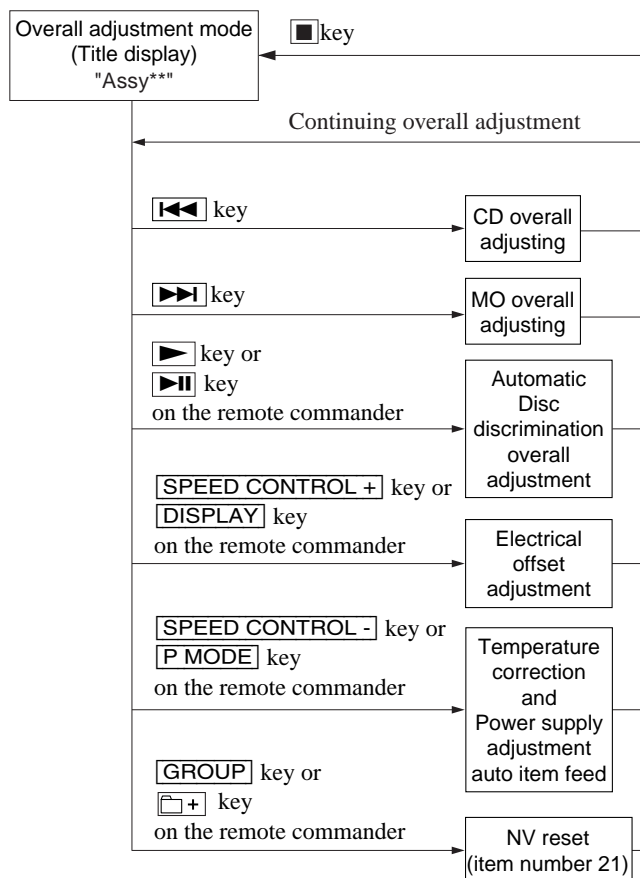 Overall adjustment mode
(Title display)
"Assy**"
■ key
Continuing overall adjustment
⏮ key
CD overall
adjusting
⏭ key
MO overall
adjusting
▶ key or
▶II key
on the remote commander
Automatic
Disc
discrimination
overall
adjustment
SPEED CONTROL + key or
DISPLAY key
on the remote commander
Electrical
offset
adjustment
SPEED CONTROL - key or
P MODE key
on the remote commander
Temperature
correction
and
Power supply
adjustment
auto item feed
GROUP key or
+ key
on the remote commander
NV reset
(item number 21)